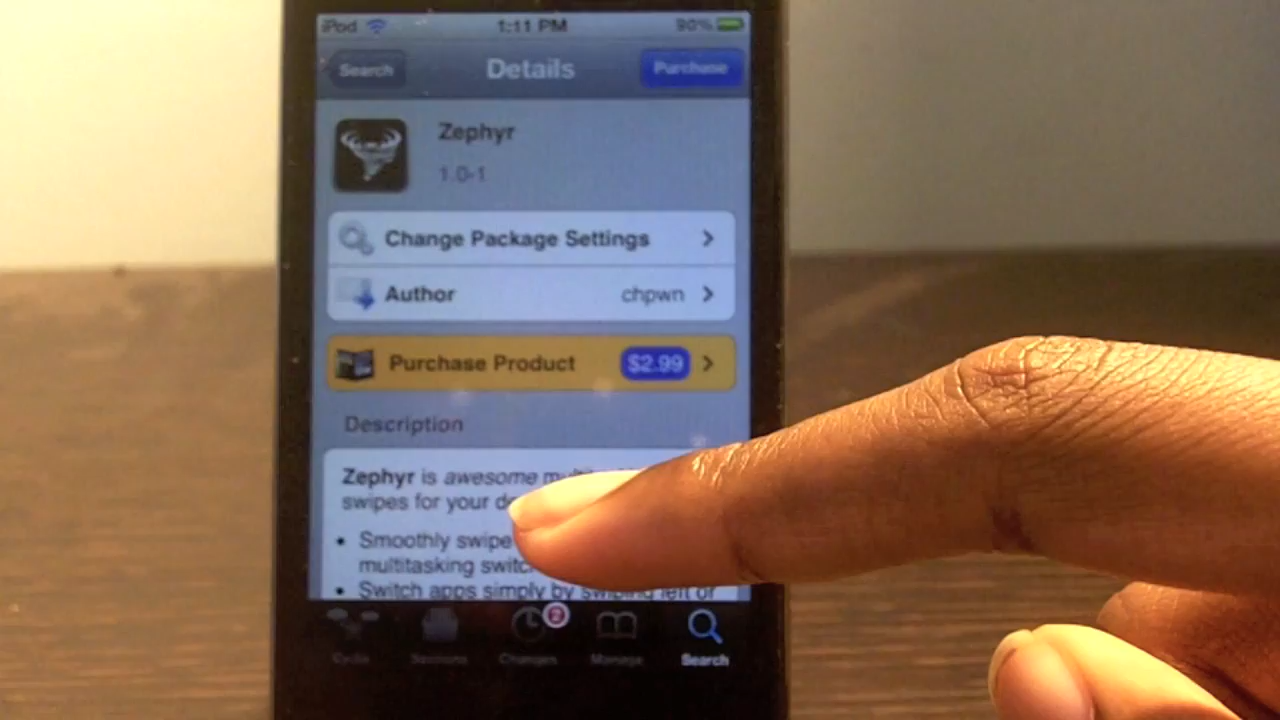 iPod 1:11 PM 90%
Search Details Purchase
Zephyr
1.0-1
Change Package Settings
Author chpwn
Purchase Product $2.99
Description
Zephyr is awesome
swipes for your
Smoothly swipe
multitasking
Switch apps simply by swiping left or
2
Cydia Sections Changes Manage Search